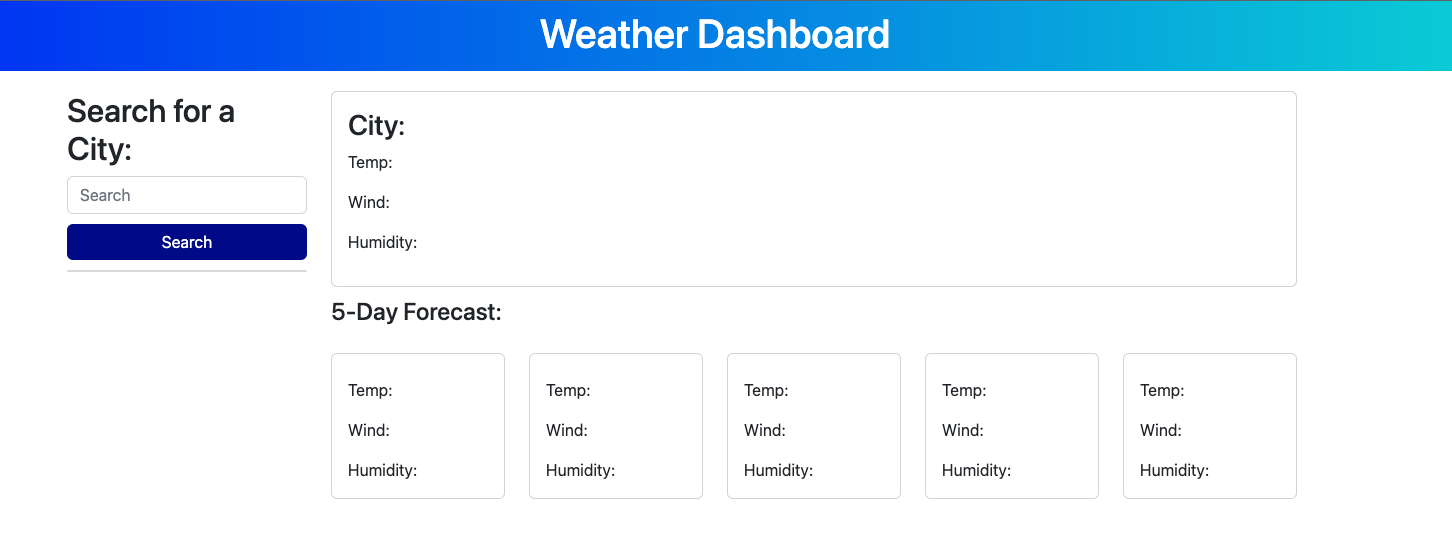 Weather Dashboard
Search for a
City:
Search
Search
City:
Temp:
Wind:
Humidity:
5-Day Forecast:
Temp:
Wind:
Humidity:
Temp:
Wind:
Humidity:
Temp:
Wind:
Humidity:
Temp:
Wind:
Humidity:
Temp:
Wind:
Humidity: